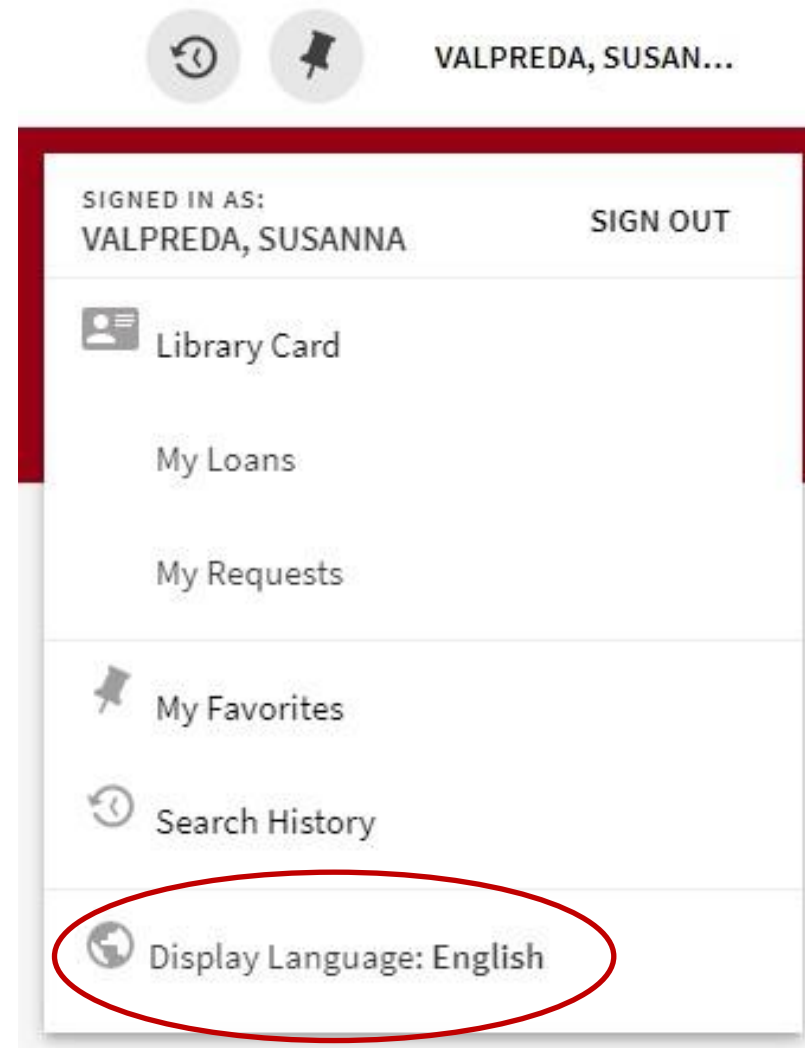 VALPREDA, SUSAN...
SIGNED IN AS:
VALPREDA, SUSANNA
SIGN OUT
Library Card
My Loans
My Requests
My Favorites
Search History
Display Language: English